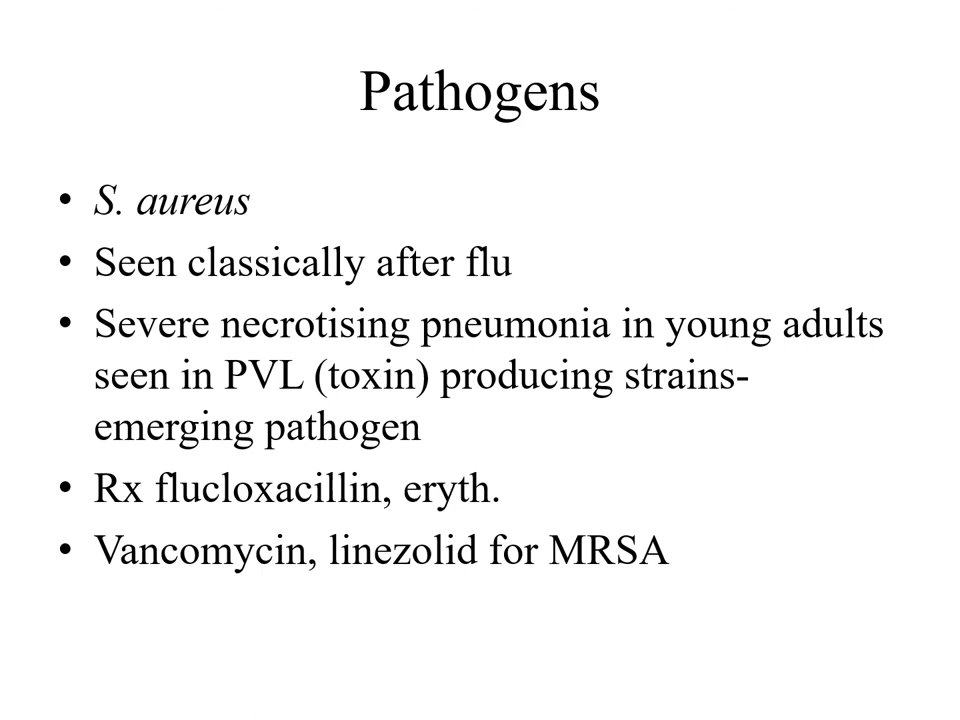 Pathogens
• S. aureus
• Seen classically after flu
• Severe necrotising pneumonia in young adults
seen in PVL (toxin) producing strains-
emerging pathogen
• Rx flucloxacillin, eryth.
• Vancomycin, linezolid for MRSA